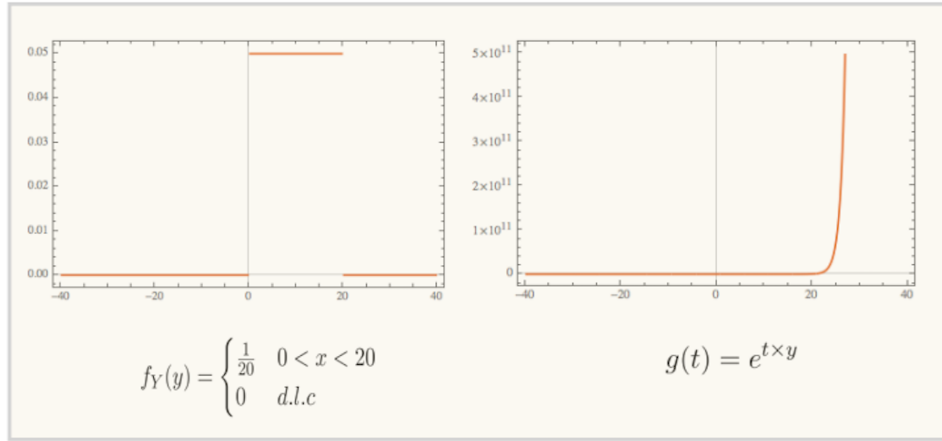 0.05
0.04
0.03
0.02
0.01
0.00
-40 -20 0 20 40
5×10¹¹
4×10¹¹
3×10¹¹
2×10¹¹
1×10¹¹
0
-40 -20 0 20 40
f_Y(y) = { 1/20 0 < x < 20
0 d.l.c
g(t) = e^{t×y}